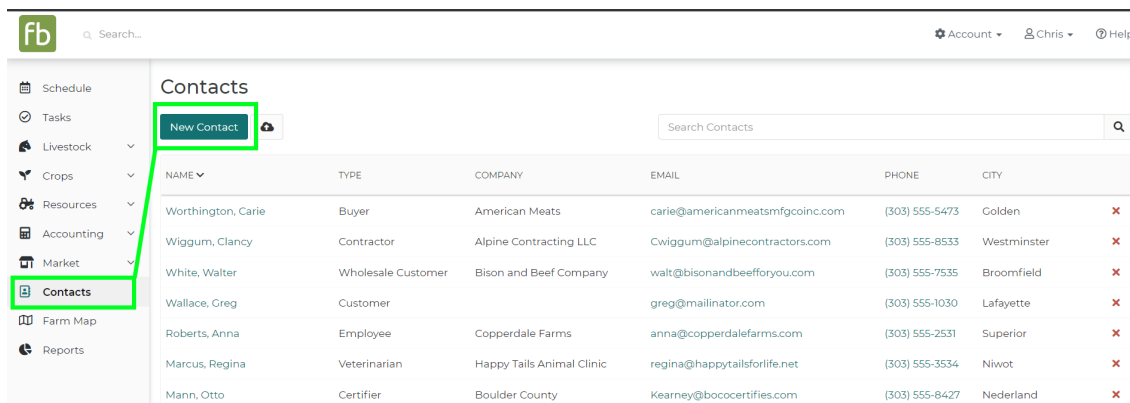 fb Search... Account Chris Help
Schedule
Tasks
Livestock
Crops
Resources
Accounting
Market
Contacts
Farm Map
Reports
Contacts
New Contact Search Contacts
NAME TYPE COMPANY EMAIL PHONE CITY
Worthington, Carie Buyer American Meats carie@americanmeatsmfgcoinc.com (303) 555-5473 Golden
Wiggum, Clancy Contractor Alpine Contracting LLC Cwiggum@alpinecontractors.com (303) 555-8533 Westminster
White, Walter Wholesale Customer Bison and Beef Company walt@bisonandbeefforyou.com (303) 555-7535 Broomfield
Wallace, Greg Customer greg@mailinator.com (303) 555-1030 Lafayette
Roberts, Anna Employee Copperdale Farms anna@copperdalefarms.com (303) 555-2531 Superior
Marcus, Regina Veterinarian Happy Tails Animal Clinic regina@happytailsforlife.net (303) 555-3534 Niwot
Mann, Otto Certifier Boulder County Kearney@bococertifies.com (303) 555-8427 Nederland